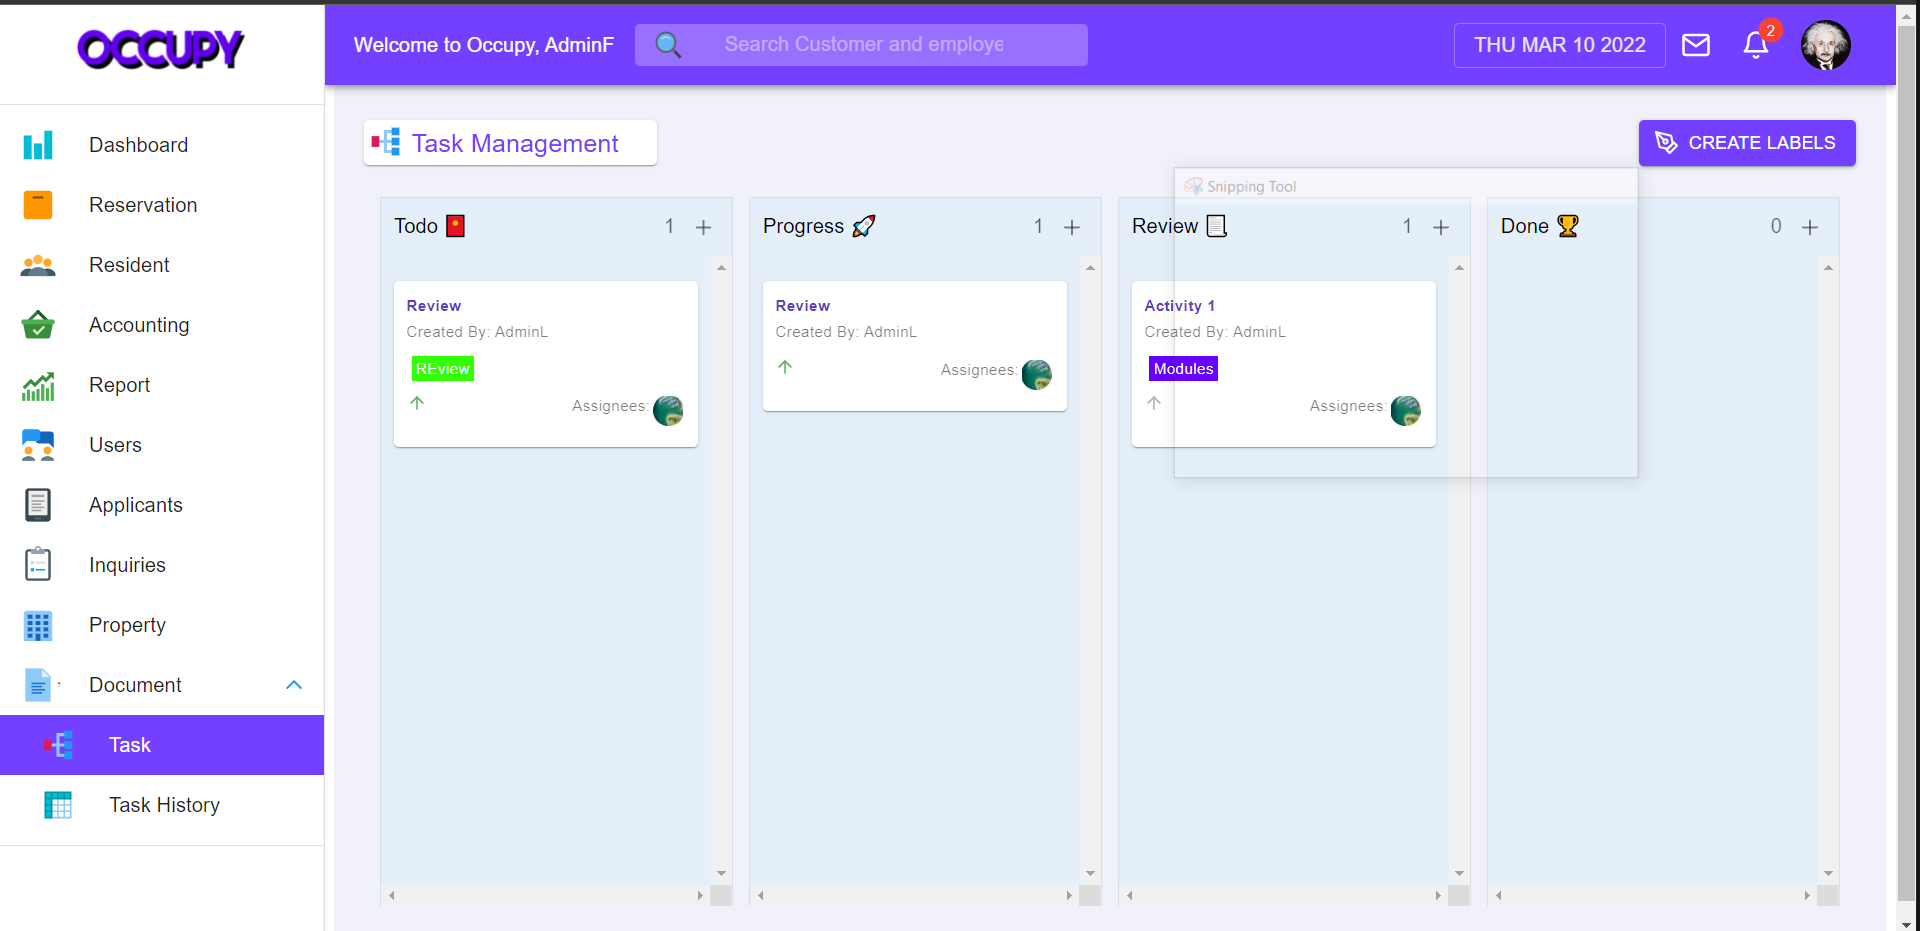 OCCUPY
Welcome to Occupy, AdminF
Search Customer and employe
THU MAR 10 2022
2
Dashboard
Reservation
Resident
Accounting
Report
Users
Applicants
Inquiries
Property
Document
Task
Task History
Task Management
CREATE LABELS
Snipping Tool
Todo 1 +
Review
Created By: AdminL
REview
Assignees:
Progress 1 +
Review
Created By: AdminL
Assignees:
Review 1 +
Activity 1
Created By: AdminL
Modules
Assignees:
Done 0 +